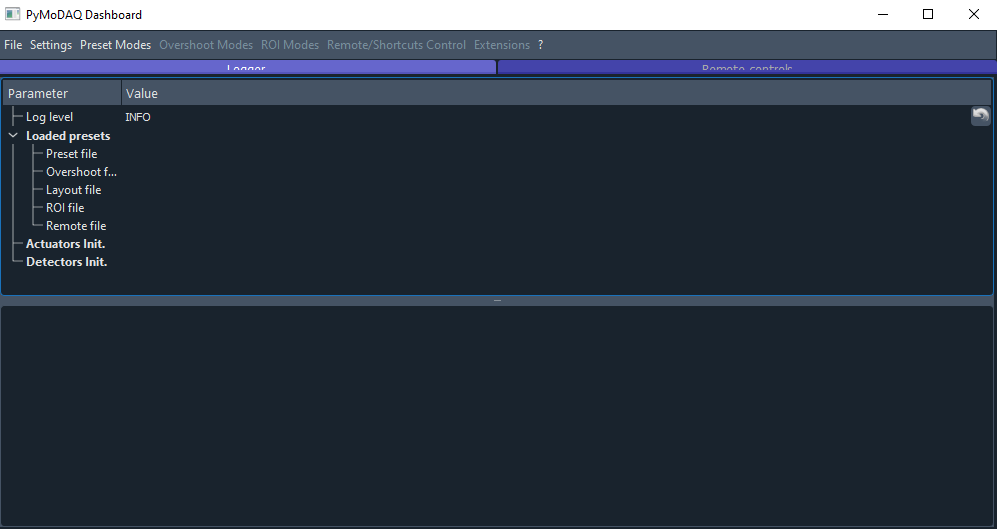 PyMoDAQ Dashboard
File Settings Preset Modes Overshoot Modes ROI Modes Remote/Shortcuts Control Extensions ?
Logger Remote controls
Parameter Value
Log level INFO
Loaded presets
Preset file
Overshoot f...
Layout file
ROI file
Remote file
Actuators Init.
Detectors Init.